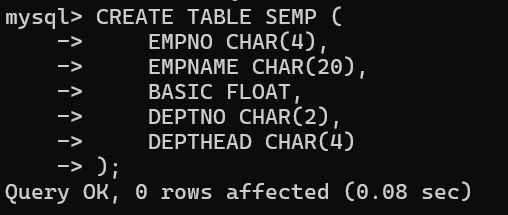 mysql> CREATE TABLE SEMP (
    ->     EMPNO CHAR(4),
    ->     EMPNAME CHAR(20),
    ->     BASIC FLOAT,
    ->     DEPTNO CHAR(2),
    ->     DEPTHEAD CHAR(4)
    -> );
Query OK, 0 rows affected (0.08 sec)